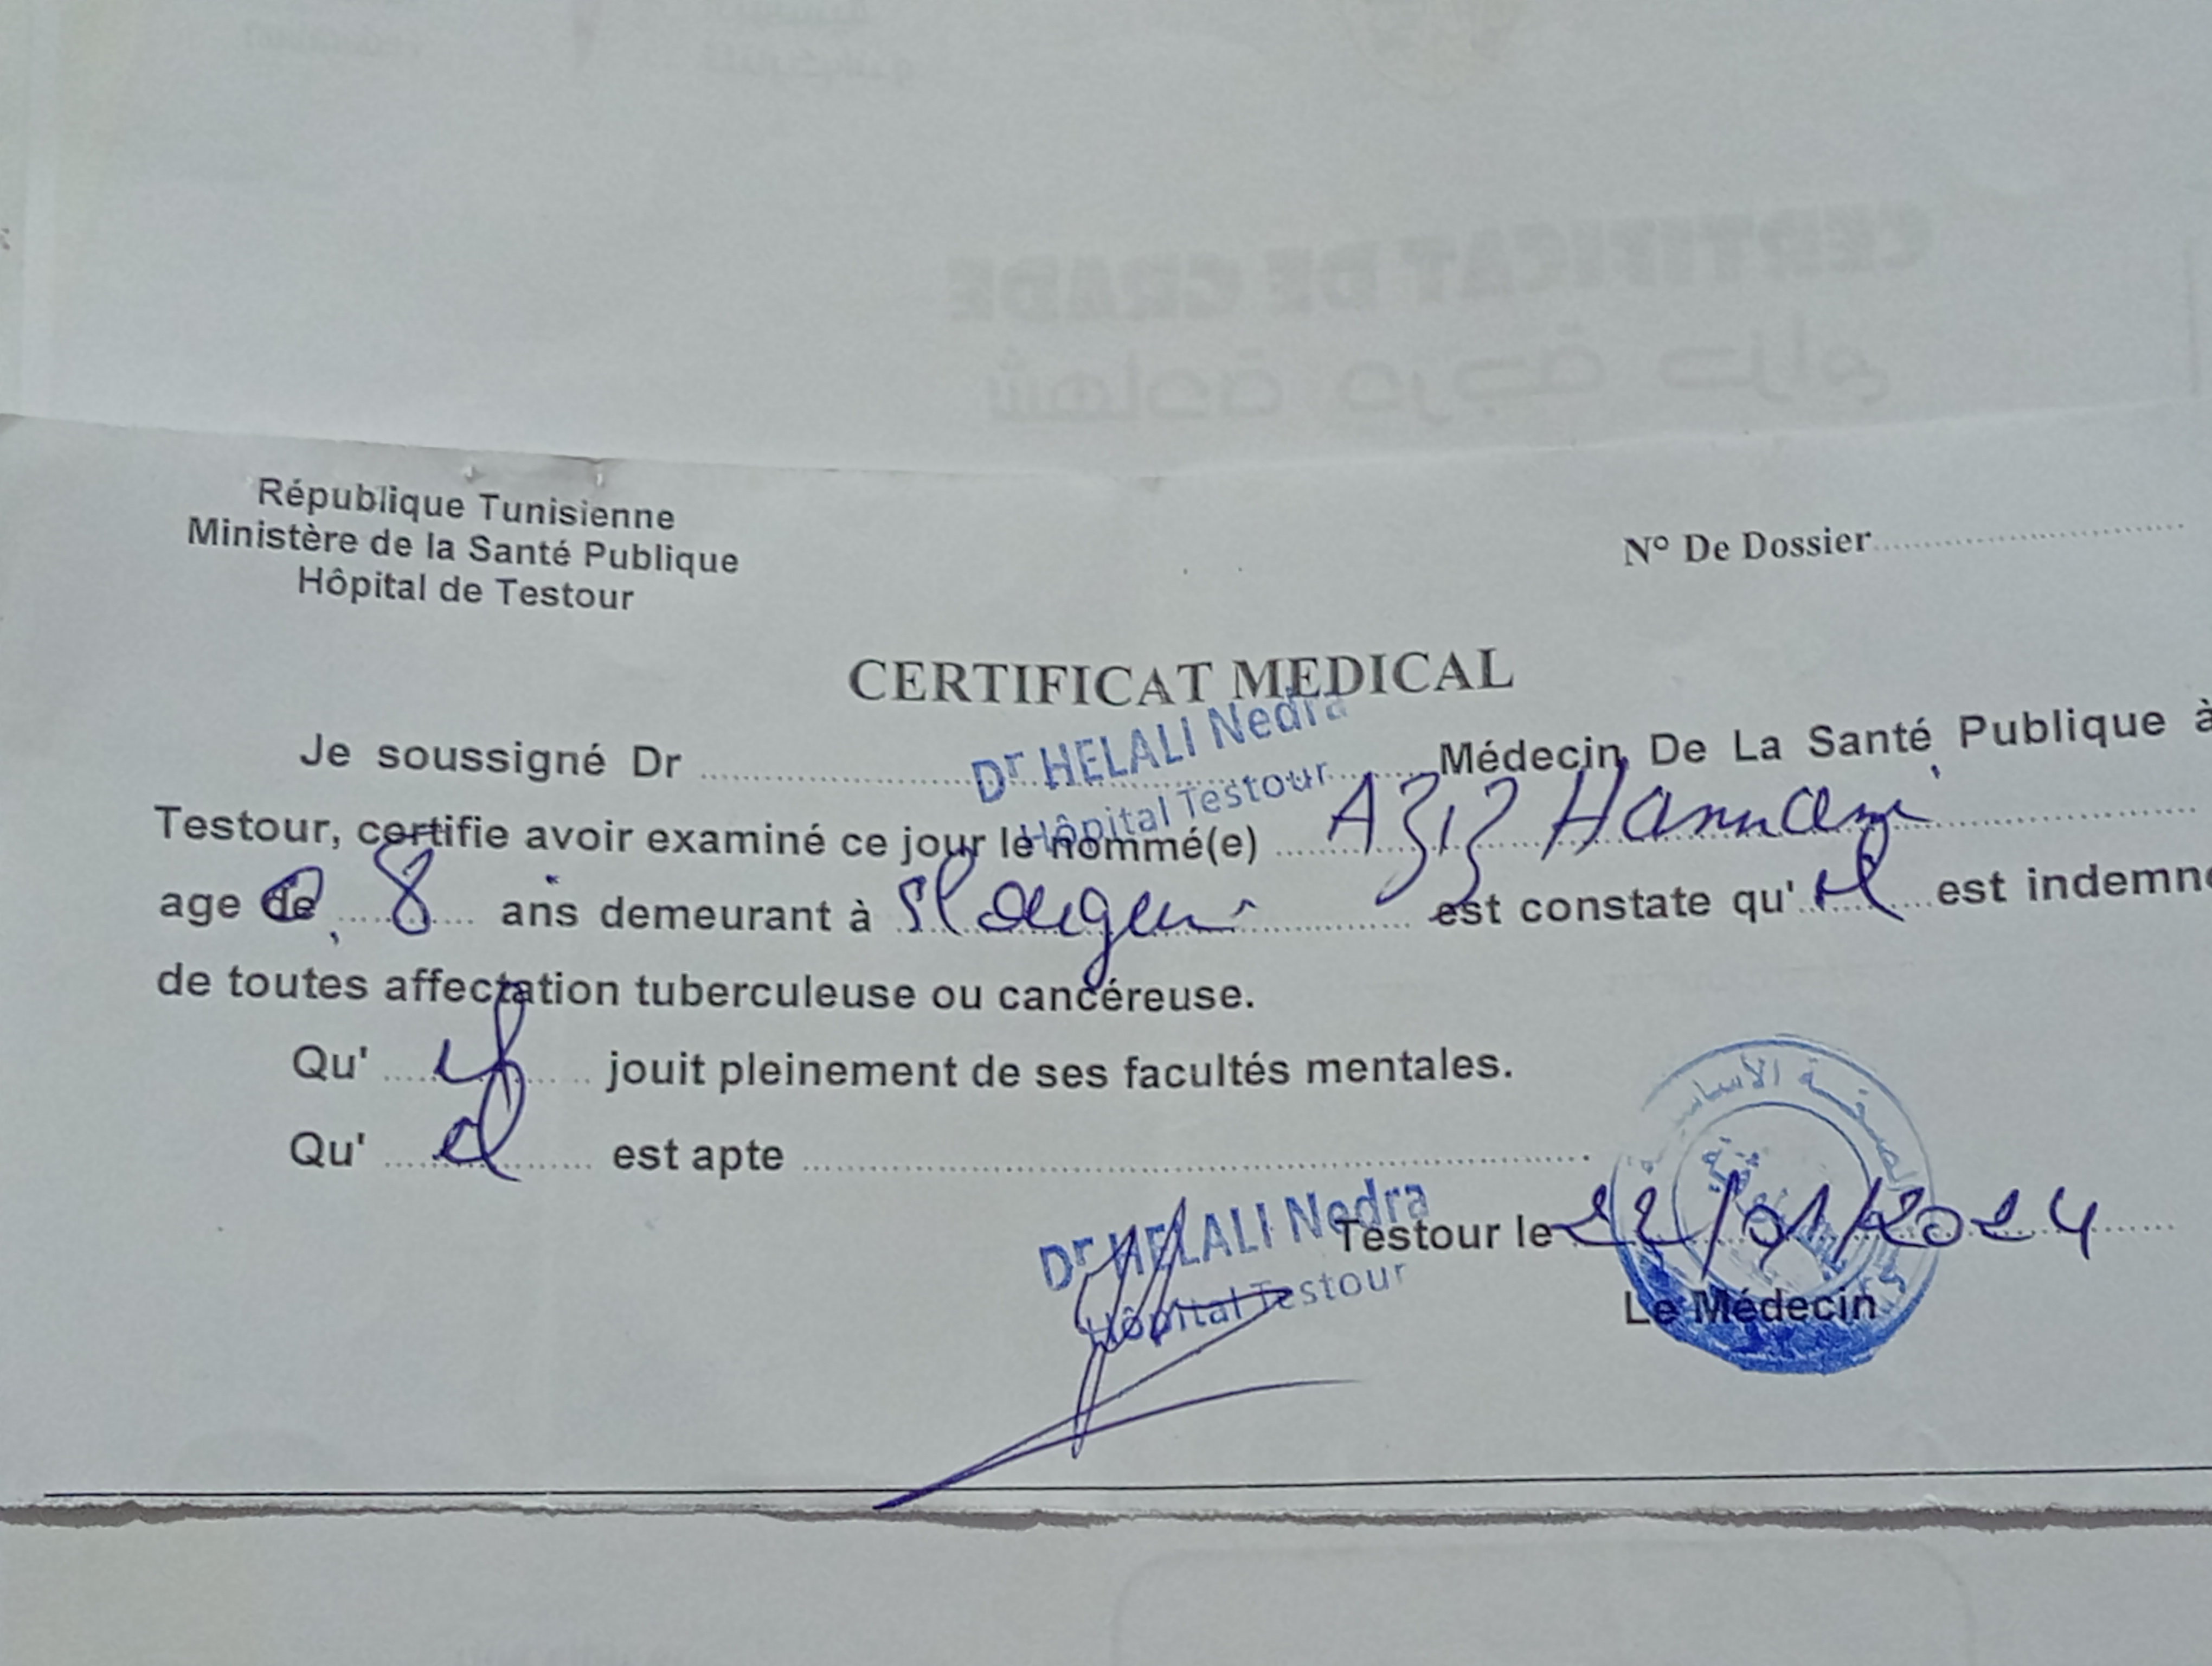 CERTIFICAT DE GRADE
République Tunisienne
Ministère de la Santé Publique
Hôpital de Testour
N° De Dossier
CERTIFICAT MEDICAL
Je soussigné Dr Dr HELALI Nedra Médecin De La Santé Publique à
Hôpital Testour
Testour, certifie avoir examiné ce jour le nommé(e) Aziz
age de 8 ans demeurant à est constate qu' il est indemne
de toutes affectation tuberculeuse ou cancéreuse.
Qu' il jouit pleinement de ses facultés mentales.
Qu' il est apte
Dr HELALI Nedra
Hôpital Testour
Testour le 22/01/2024
Le Médecin